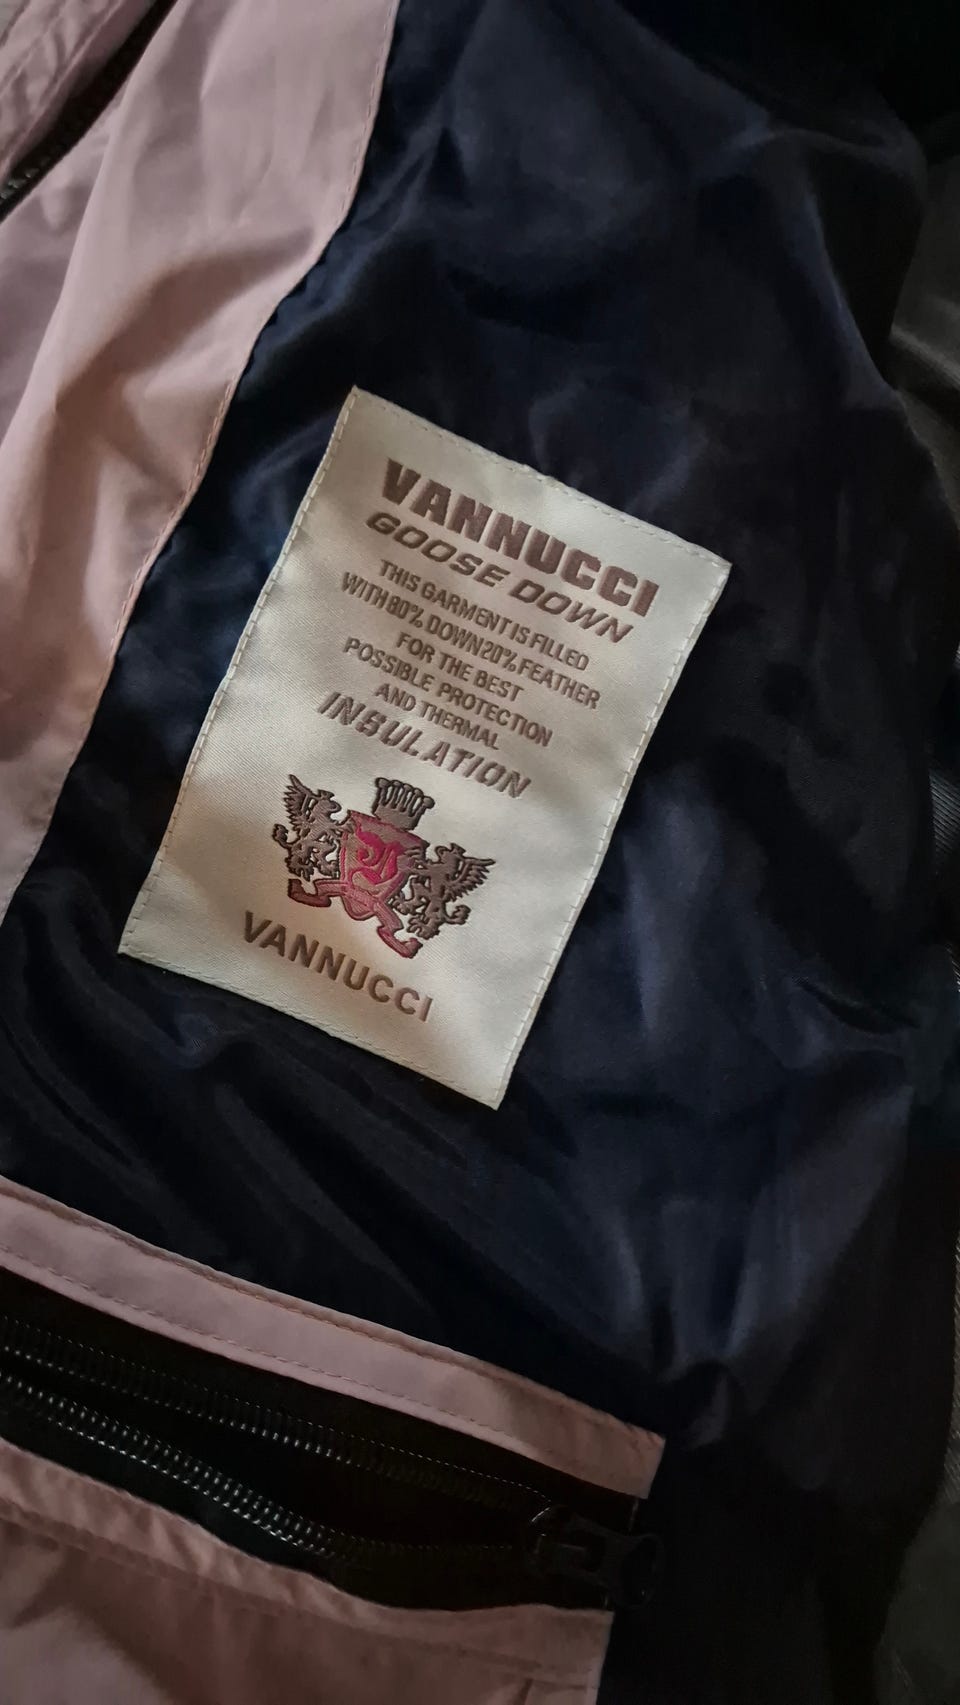 VANNUCCI
GOOSE DOWN
THIS GARMENT IS FILLED
WITH 80% DOWN 20% FEATHER
FOR THE BEST
POSSIBLE PROTECTION
AND THERMAL
INSULATION
VANNUCCI